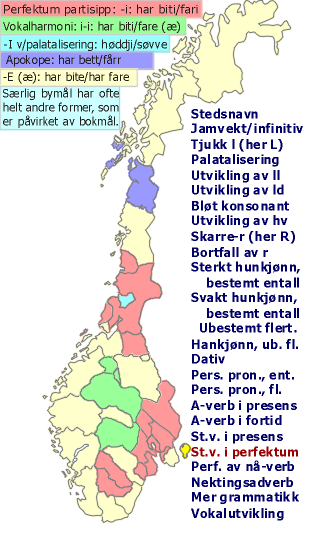 Perfektum partisipp: -i: har biti/fari
Vokalharmoni: i-i: har biti/fare (æ)
-I v/palatalisering: høddji/søvve
Apokope: har bett/fårr
-E (æ): har bite/har fare
Særlig bymål har ofte
helt andre former, som
er påvirket av bokmål.
Stedsnavn
Jamvekt/infinitiv
Tjukk l (her L)
Palatalisering
Utvikling av ll
Utvikling av ld
Bløt konsonant
Utvikling av hv
Skarre-r (her R)
Bortfall av r
Sterkt hunkjønn,
bestemt entall
Svakt hunkjønn,
bestemt entall
Ubestemt flert.
Hankjønn, ub. fl.
Dativ
Pers. pron., ent.
Pers. pron., fl.
A-verb i presens
A-verb i fortid
St.v. i presens
St.v. i perfektum
Perf. av nå-verb
Nektingsadverb
Mer grammatikk
Vokalutvikling